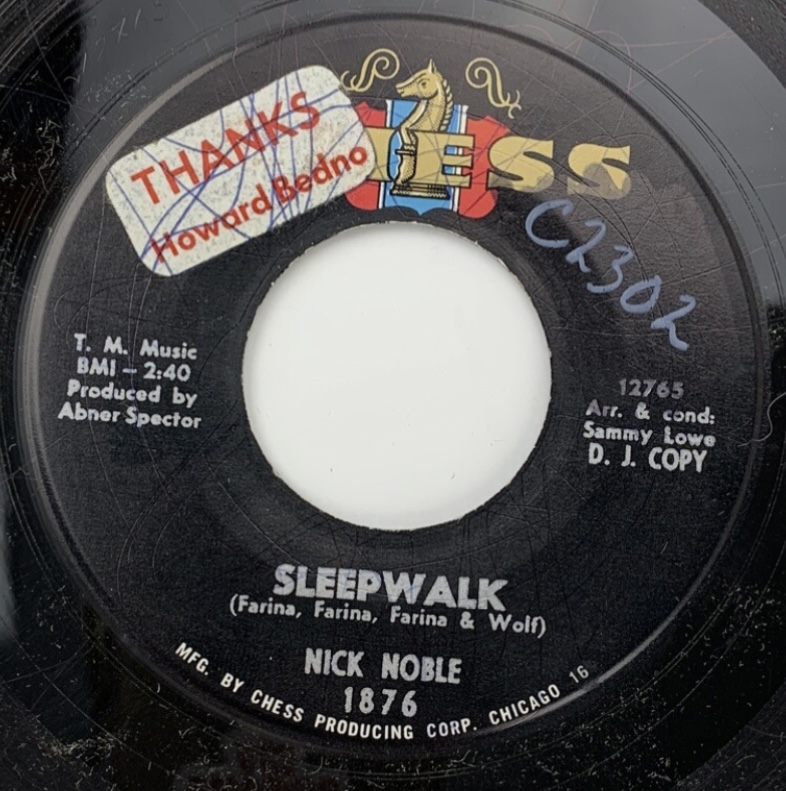 THANKS
Howard Bedno
ESS
C2302
T. M. Music
BMI – 2:40
Produced by
Abner Spector
12765
Arr. & cond:
Sammy Lowe
D. J. COPY
SLEEPWALK
(Farina, Farina, Farina & Wolf)
NICK NOBLE
1876
MFG. BY CHESS PRODUCING CORP. CHICAGO 16